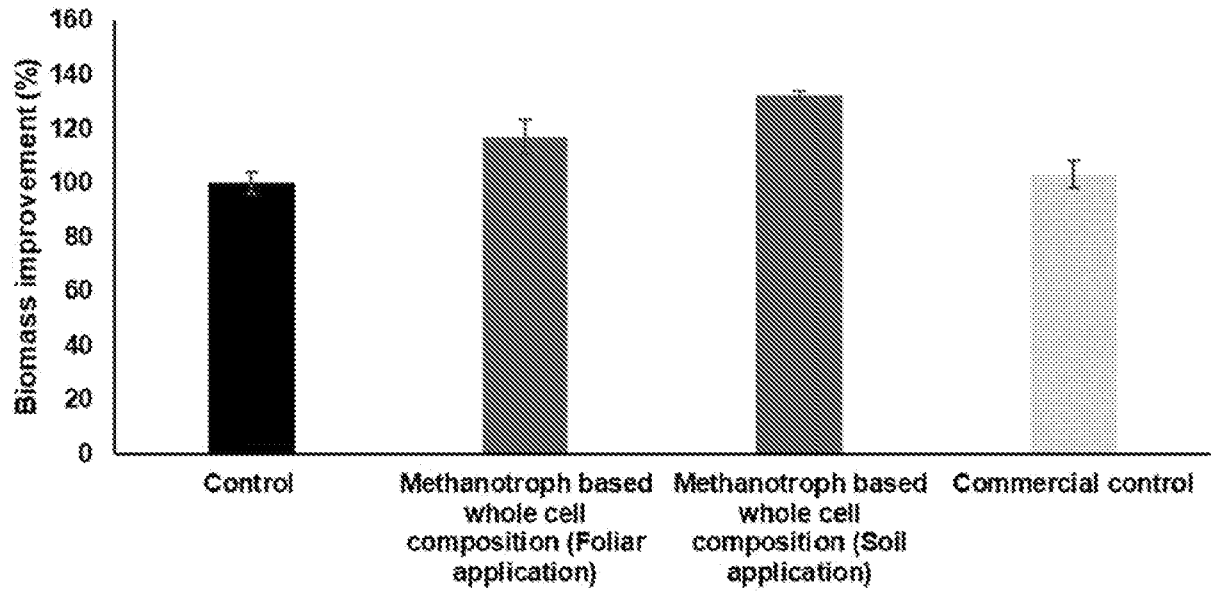 160
140
120
100
80
60
40
20
0
Biomass improvement (%)
Control
Methanotroph based
whole cell
composition (Foliar
application)
Methanotroph based
whole cell
composition (Soil
application)
Commercial control